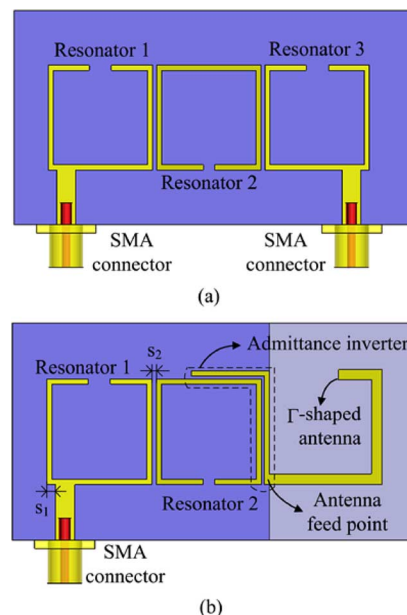 Resonator 1
Resonator 3
Resonator 2
SMA
connector
SMA
connector
(a)
s2
Admittance inverter
Resonator 1
Γ-shaped
antenna
s1
Resonator 2
Antenna
feed point
SMA
connector
(b)